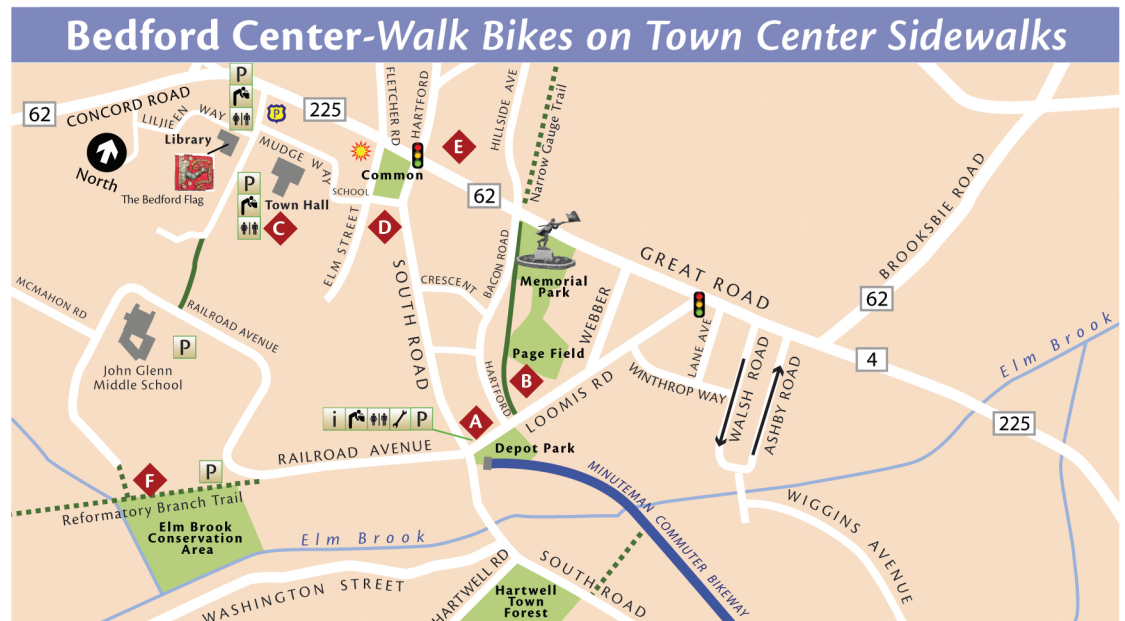 Bedford Center-Walk Bikes on Town Center Sidewalks
P
62
CONCORD ROAD
LILJIEEN WAY
P
225
FLETCHER RD
HARTFORD
HILLSIDE AVE
Narrow Gauge Trail
North
Library
The Bedford Flag
MUDGE WAY
Town Hall
P
C
SCHOOL
Common
E
62
D
ELM STREET
SOUTH ROAD
CRESCENT
BACON ROAD
Memorial
Park
GREAT ROAD
BROOKSBIE ROAD
62
4
225
Elm Brook
MCMAHON RD
RAILROAD AVENUE
John Glenn
Middle School
P
Page Field
WEBBER
LANE AVE
WALSH ROAD
ASHBY ROAD
WINTHROP WAY
HARTFORD
B
LOOMIS RD
i
P
A
Depot Park
RAILROAD AVENUE
P
F
Reformatory Branch Trail
Elm Brook
Conservation
Area
Elm Brook
MINUTEMAN COMMUTER BIKEWAY
WIGGINS AVENUE
WASHINGTON STREET
HARTWELL RD
SOUTH ROAD
Hartwell
Town
Forest